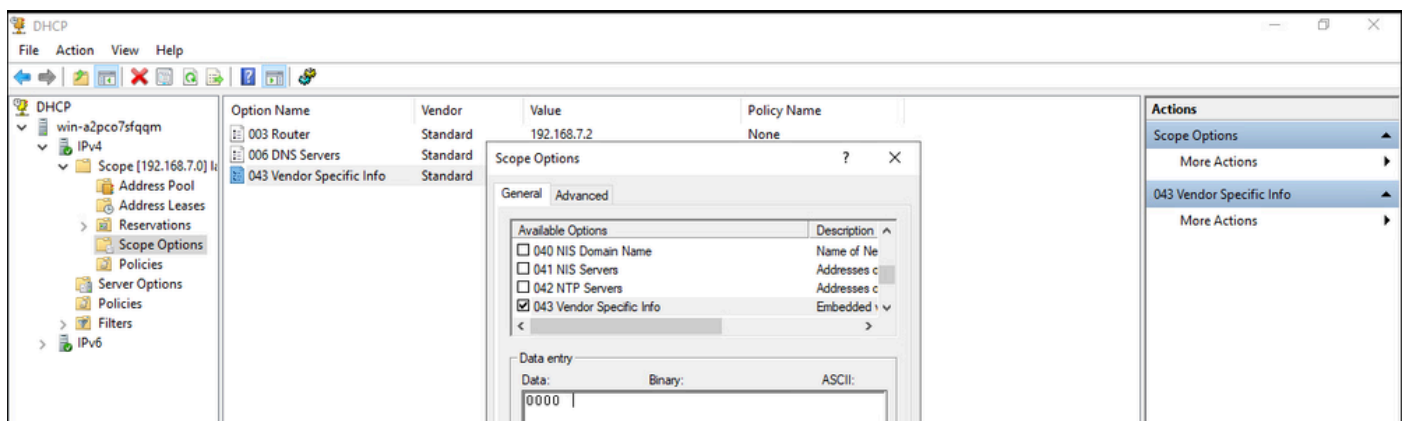 DHCP
File Action View Help
DHCP
win-a2pco7sfqqm
IPv4
Scope [192.168.7.0] la
Address Pool
Address Leases
Reservations
Scope Options
Policies
Server Options
Policies
Filters
IPv6
Option Name Vendor Value Policy Name
003 Router Standard 192.168.7.2 None
006 DNS Servers Standard
043 Vendor Specific Info Standard
Scope Options ? X
General Advanced
Available Options Description
040 NIS Domain Name Name of Ne
041 NIS Servers Addresses c
042 NTP Servers Addresses c
043 Vendor Specific Info Embedded
Data entry
Data: Binary: ASCII:
0000
Actions
Scope Options
More Actions
043 Vendor Specific Info
More Actions